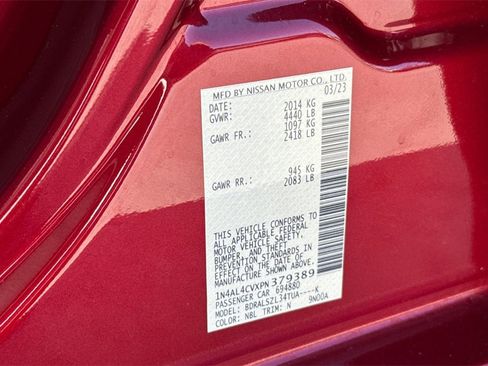 MFD BY NISSAN MOTOR CO., LTD.
DATE: 03/23
GVWR: 2014 KG
4440 LB
GAWR FR.: 1097 KG
2418 LB
GAWR RR.: 945 KG
2083 LB
THIS VEHICLE CONFORMS TO
ALL APPLICABLE FEDERAL
MOTOR VEHICLE SAFETY,
BUMPER, AND THEFT
PREVENTION STANDARDS IN
EFFECT ON THE DATE OF
MANUFACTURE SHOWN ABOVE.
1N4AL4CVXPN379389
PASSENGER CAR 694880
MODEL: BDRALSZL34TUA----K
COLOR: NBL TRIM: N 9N00A